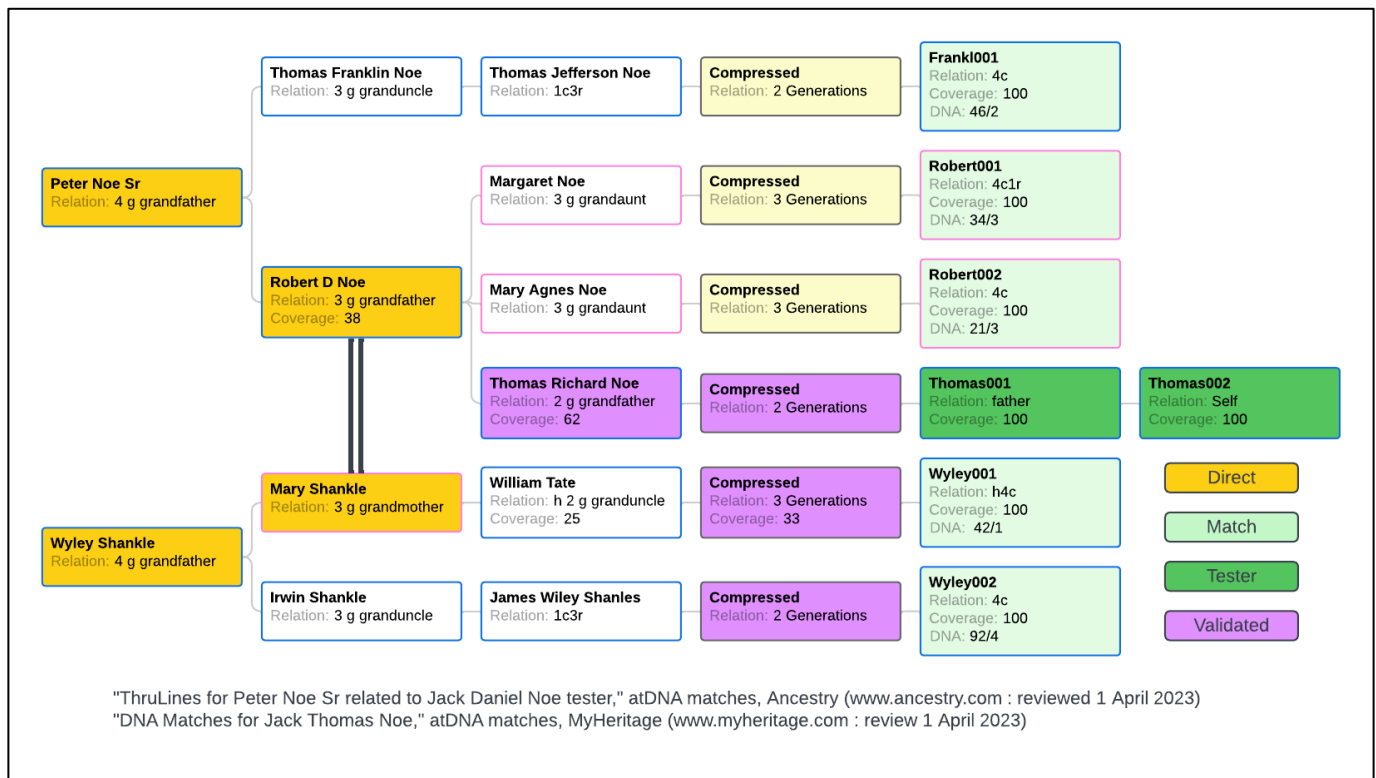 Peter Noe Sr
Relation: 4 g grandfather
Thomas Franklin Noe
Relation: 3 g granduncle
Thomas Jefferson Noe
Relation: 1c3r
Compressed
Relation: 2 Generations
Frankl001
Relation: 4c
Coverage: 100
DNA: 46/2
Robert D Noe
Relation: 3 g grandfather
Coverage: 38
Margaret Noe
Relation: 3 g grandaunt
Compressed
Relation: 3 Generations
Robert001
Relation: 4c1r
Coverage: 100
DNA: 34/3
Mary Agnes Noe
Relation: 3 g grandaunt
Compressed
Relation: 3 Generations
Robert002
Relation: 4c
Coverage: 100
DNA: 21/3
Thomas Richard Noe
Relation: 2 g grandfather
Coverage: 62
Compressed
Relation: 2 Generations
Thomas001
Relation: father
Coverage: 100
Thomas002
Relation: Self
Coverage: 100
Wyley Shankle
Relation: 4 g grandfather
Mary Shankle
Relation: 3 g grandmother
William Tate
Relation: h 2 g granduncle
Coverage: 25
Compressed
Relation: 3 Generations
Coverage: 33
Wyley001
Relation: h4c
Coverage: 100
DNA: 42/1
Irwin Shankle
Relation: 3 g granduncle
James Wiley Shanles
Relation: 1c3r
Compressed
Relation: 2 Generations
Wyley002
Relation: 4c
Coverage: 100
DNA: 92/4
Direct
Match
Tester
Validated
"ThruLines for Peter Noe Sr related to Jack Daniel Noe tester," atDNA matches, Ancestry (www.ancestry.com : reviewed 1 April 2023)
"DNA Matches for Jack Thomas Noe," atDNA matches, MyHeritage (www.myheritage.com : review 1 April 2023)